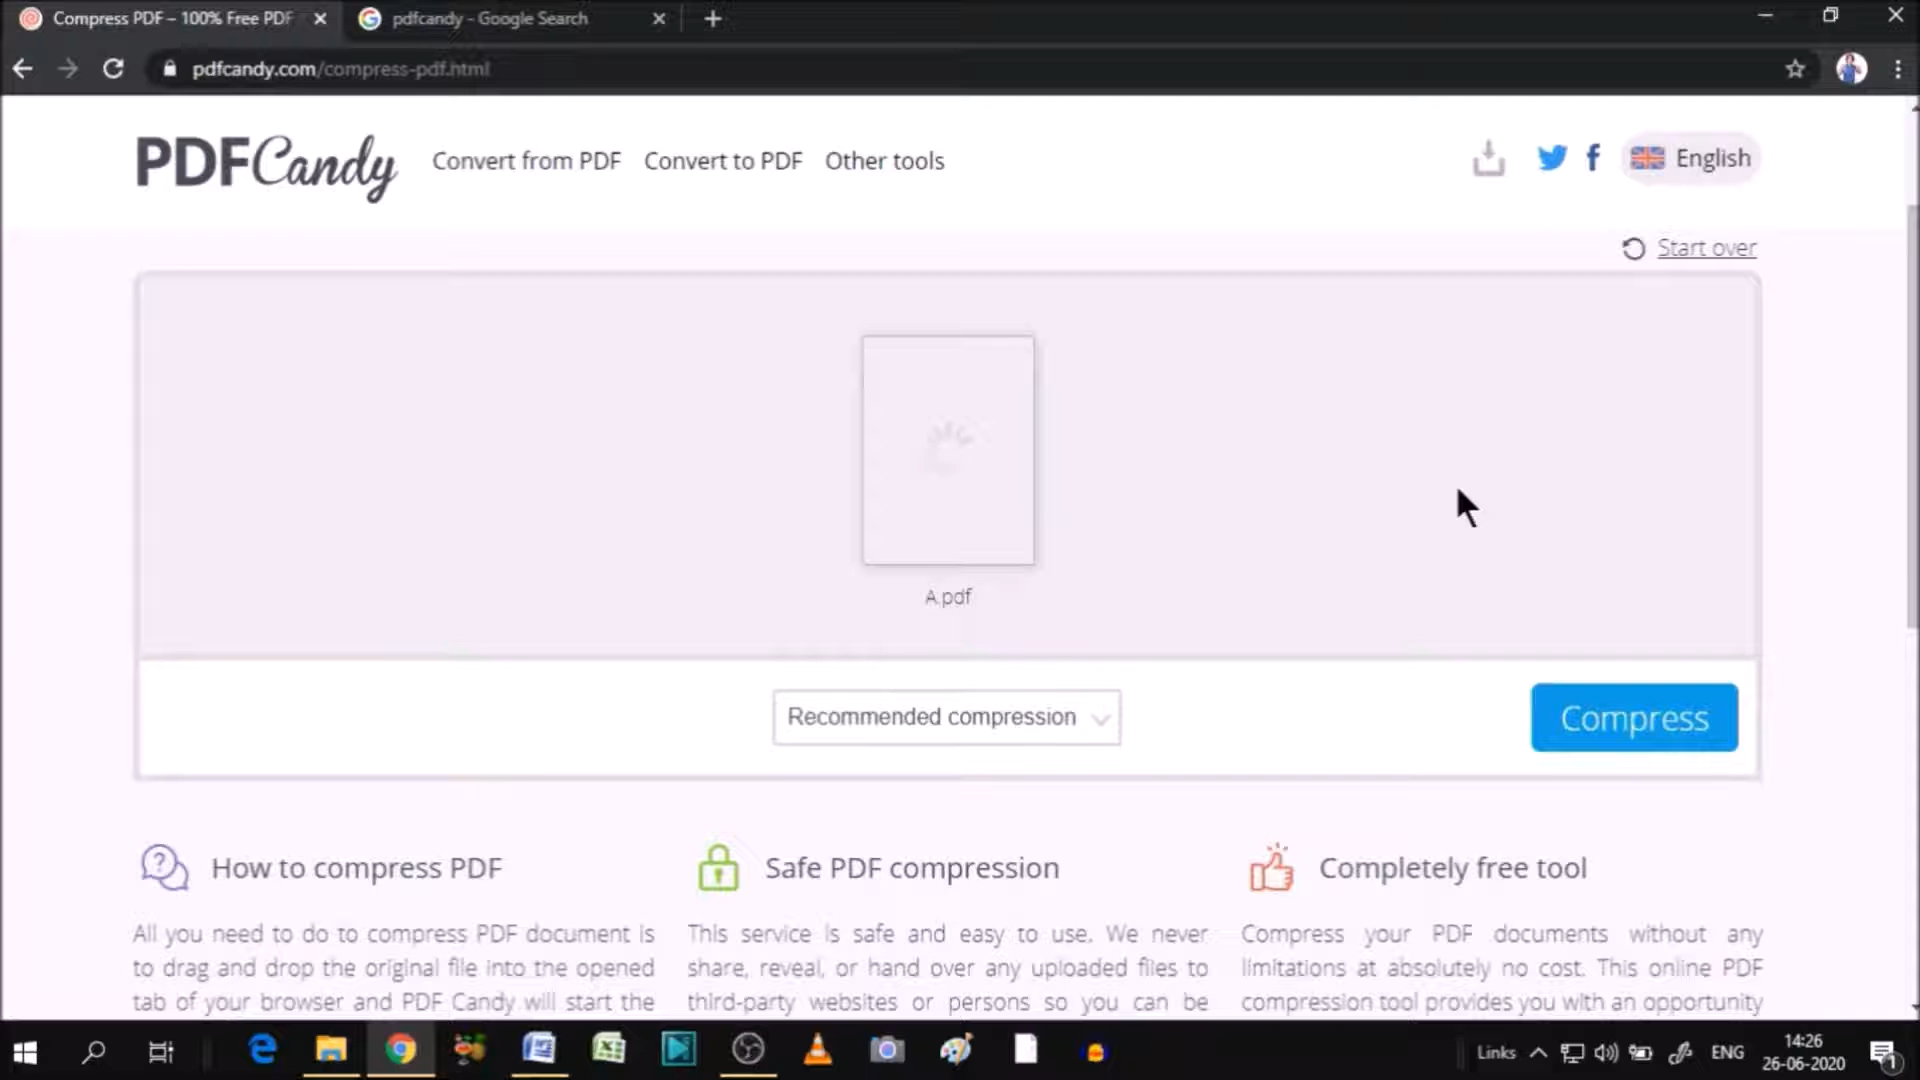 Compress PDF – 100% Free PDF
pdfcandy - Google Search
pdfcandy.com/compress-pdf.html
PDFCandy
Convert from PDF
Convert to PDF
Other tools
English
Start over
A.pdf
Recommended compression
Compress
How to compress PDF
All you need to do to compress PDF document is
to drag and drop the original file into the opened
tab of your browser and PDF Candy will start the
Safe PDF compression
This service is safe and easy to use. We never
share, reveal, or hand over any uploaded files to
third-party websites or persons so you can be
Completely free tool
Compress your PDF documents without any
limitations at absolutely no cost. This online PDF
compression tool provides you with an opportunity
Links
ENG
14:26
26-06-2020
1